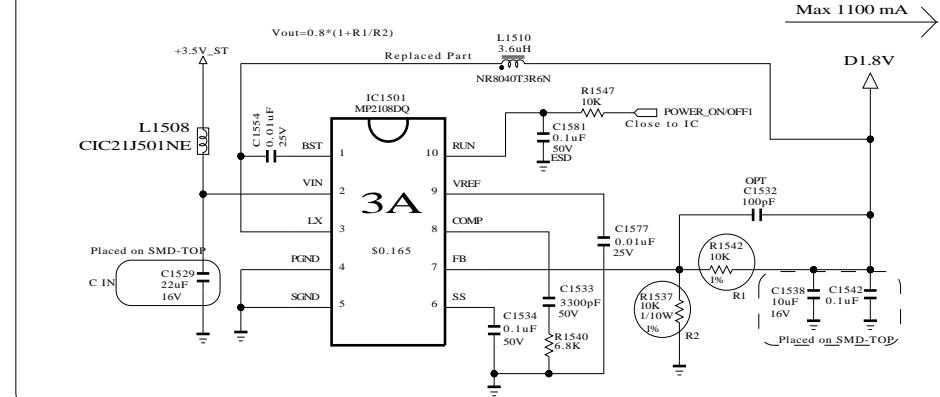 Max 1100 mA
Vout=0.8*(1+R1/R2)
+3.5V_ST
Replaced Part
L1510
3.6uH
NR8040T3R6N
D1.8V
L1508
CIC21J501NE
C1554
0.01uF
25V
IC1501
MP2108DQ
R1547
10K
POWER_ON/OFF1
Close to IC
C1581
0.1uF
50V
ESD
BST
1
10
RUN
VIN
2
9
VREF
3A
LX
3
8
COMP
$0.165
PGND
4
7
FB
SGND
5
6
SS
OPT
C1532
100pF
C1577
0.01uF
25V
Placed on SMD-TOP
C IN
C1529
22uF
16V
R1542
10K
1%
R1
C1533
3300pF
50V
C1534
0.1uF
50V
R1540
6.8K
R1537
10K
1/10W
1%
R2
C1538
10uF
16V
C1542
0.1uF
Placed on SMD-TOP